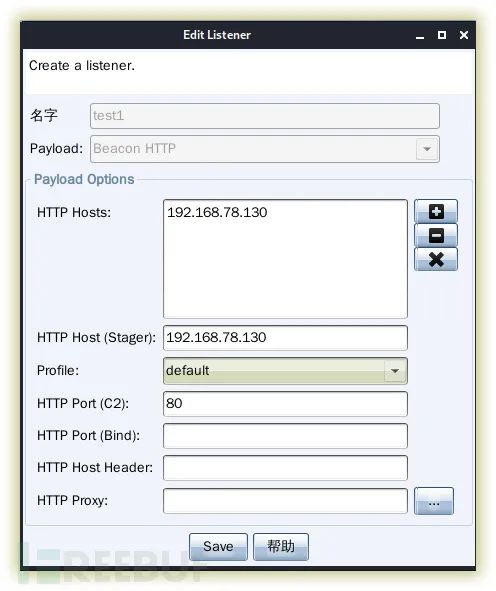 Edit Listener
Create a listener.
名字 test1
Payload: Beacon HTTP
Payload Options
HTTP Hosts: 192.168.78.130
HTTP Host (Stager): 192.168.78.130
Profile: default
HTTP Port (C2): 80
HTTP Port (Bind):
HTTP Host Header:
HTTP Proxy: ...
Save 帮助
FREEBUF